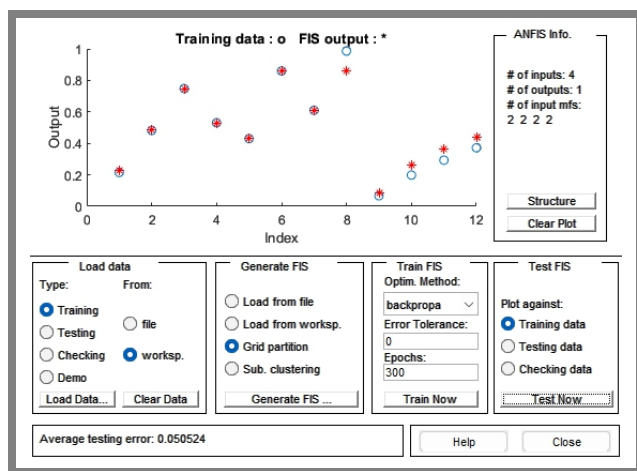 Training data : o   FIS output : *
ANFIS Info.
# of inputs: 4
# of outputs: 1
# of input mfs:
2 2 2 2
Structure
Clear Plot
Output
1
0.8
0.6
0.4
0.2
0
0 2 4 6 8 10 12
Index
Load data
Type: From:
Training
Testing
Checking
Demo
file
worksp.
Load Data... Clear Data
Generate FIS
Load from file
Load from worksp.
Grid partition
Sub. clustering
Generate FIS ...
Train FIS
Optim. Method:
backpropa
Error Tolerance:
0
Epochs:
300
Train Now
Test FIS
Plot against:
Training data
Testing data
Checking data
Test Now
Average testing error: 0.050524
Help Close